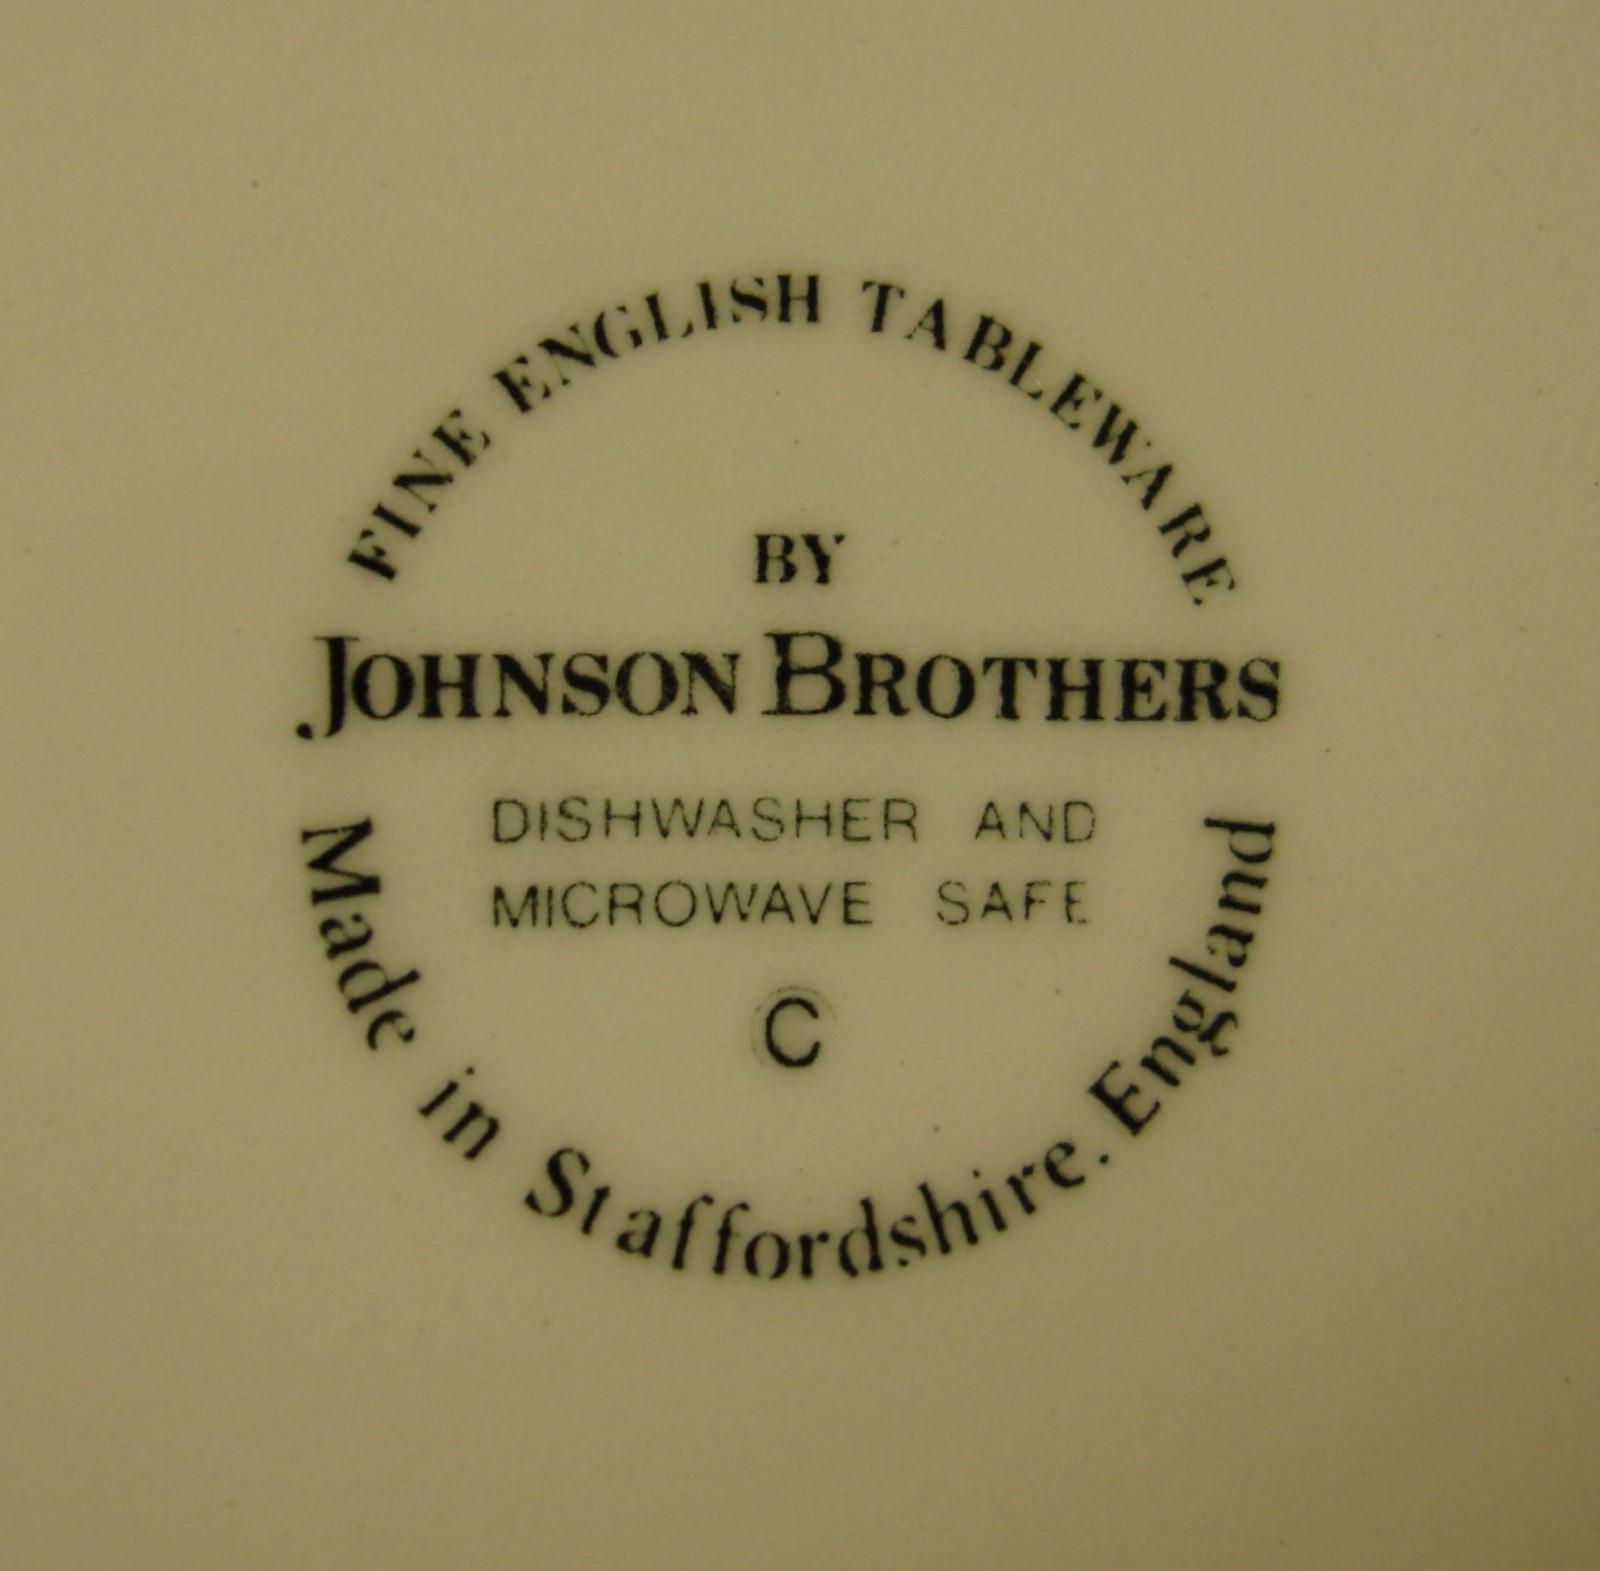 FINE ENGLISH TABLEWARE
BY
JOHNSON BROTHERS
DISHWASHER AND
MICROWAVE SAFE
C
Made in Staffordshire. England